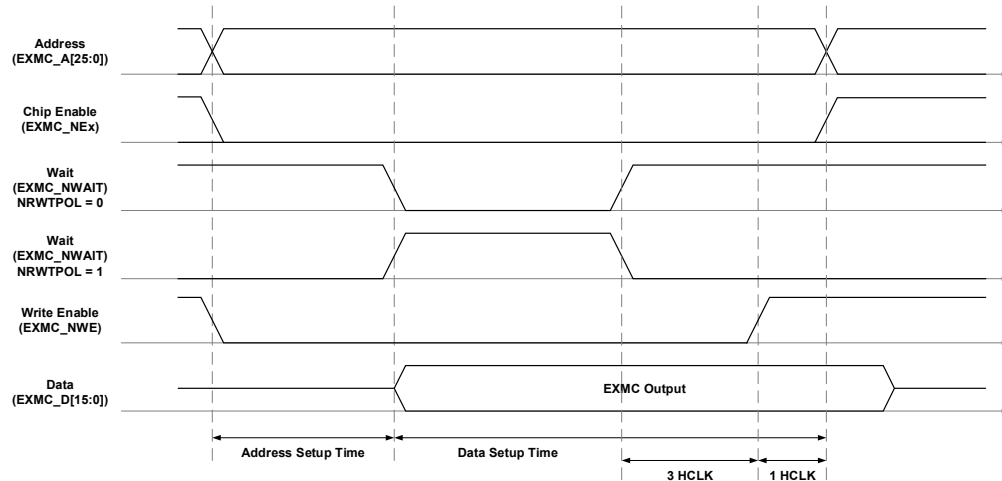 Address
(EXMC_A[25:0])
Chip Enable
(EXMC_NEx)
Wait
(EXMC_NWAIT)
NRWTPOL = 0
Wait
(EXMC_NWAIT)
NRWTPOL = 1
Write Enable
(EXMC_NWE)
Data
(EXMC_D[15:0])
EXMC Output
Address Setup Time
Data Setup Time
3 HCLK
1 HCLK